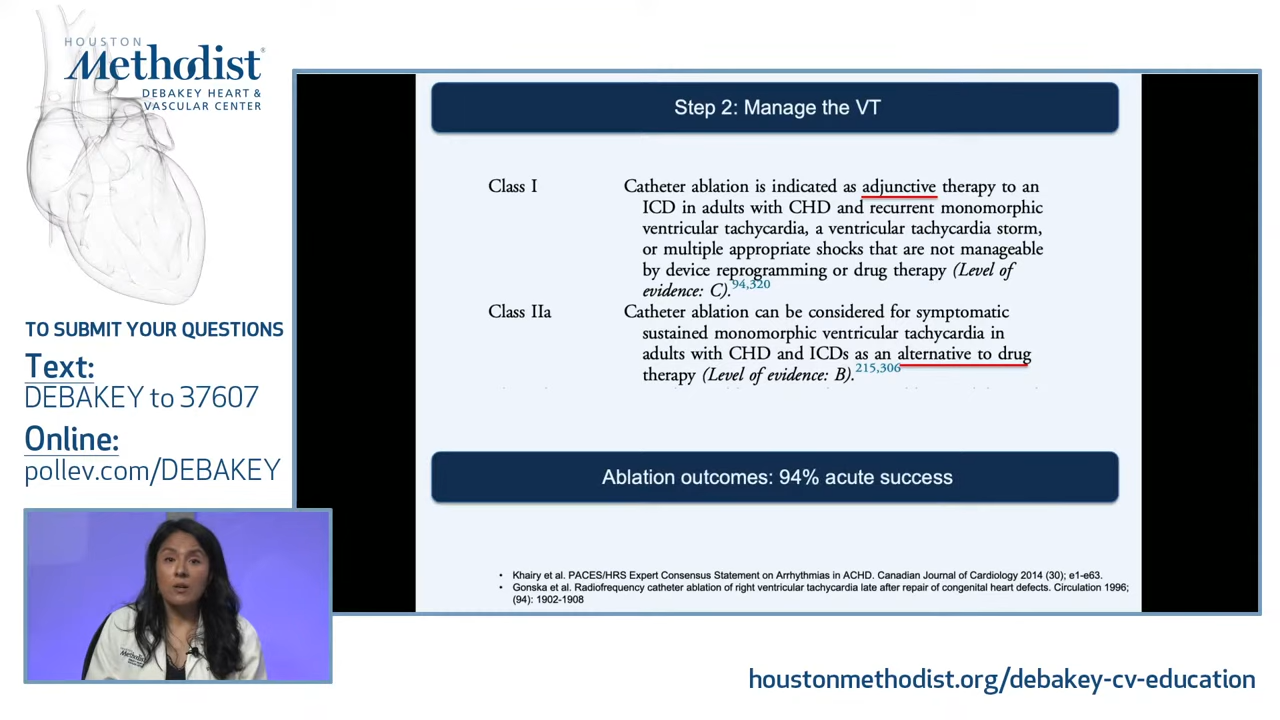 HOUSTON
Methodist®
DEBAKEY HEART &
VASCULAR CENTER
TO SUBMIT YOUR QUESTIONS
Text:
DEBAKEY to 37607
Online:
pollev.com/DEBAKEY
Step 2: Manage the VT
Class I
Catheter ablation is indicated as adjunctive therapy to an
ICD in adults with CHD and recurrent monomorphic
ventricular tachycardia, a ventricular tachycardia storm,
or multiple appropriate shocks that are not manageable
by device reprogramming or drug therapy (Level of
evidence: C).94,320
Class IIa
Catheter ablation can be considered for symptomatic
sustained monomorphic ventricular tachycardia in
adults with CHD and ICDs as an alternative to drug
therapy (Level of evidence: B).215,306
Ablation outcomes: 94% acute success
• Khairy et al. PACES/HRS Expert Consensus Statement on Arrhythmias in ACHD. Canadian Journal of Cardiology 2014 (30); e1-e63.
• Gonska et al. Radiofrequency catheter ablation of right ventricular tachycardia late after repair of congenital heart defects. Circulation 1996;
(94): 1902-1908
houstonmethodist.org/debakey-cv-education